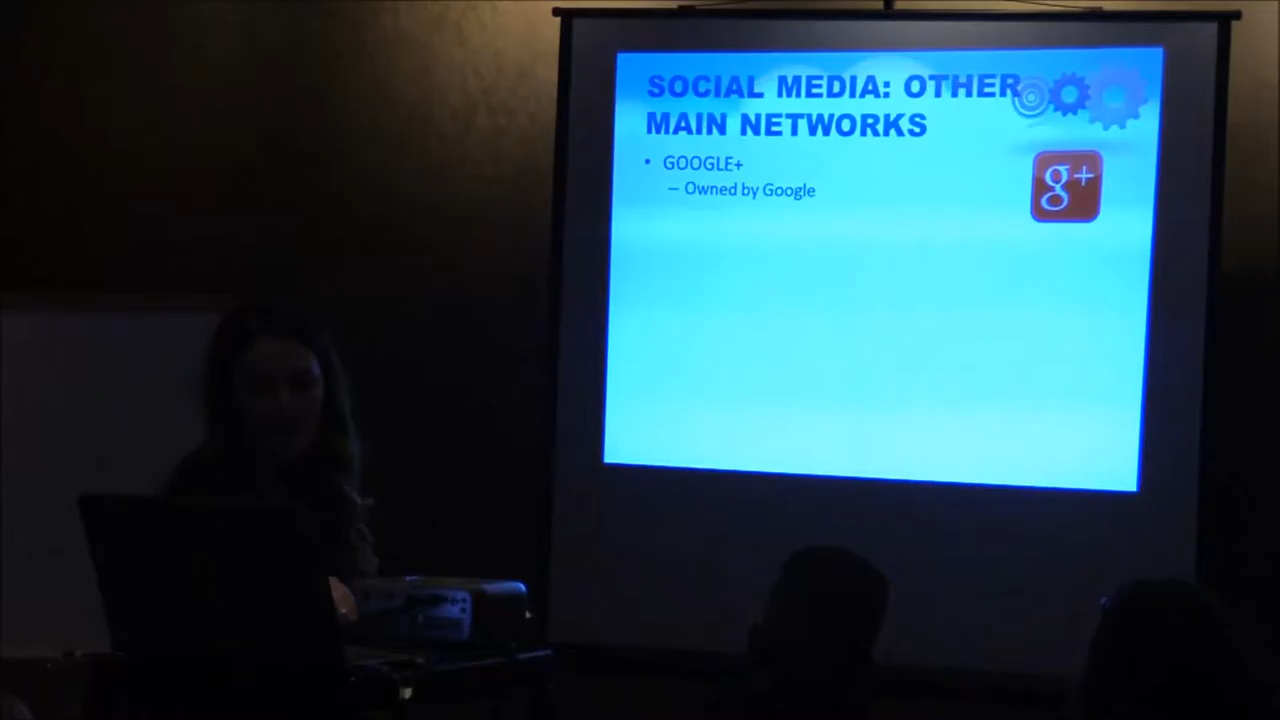 SOCIAL MEDIA: OTHER
MAIN NETWORKS
• GOOGLE+
– Owned by Google
g+